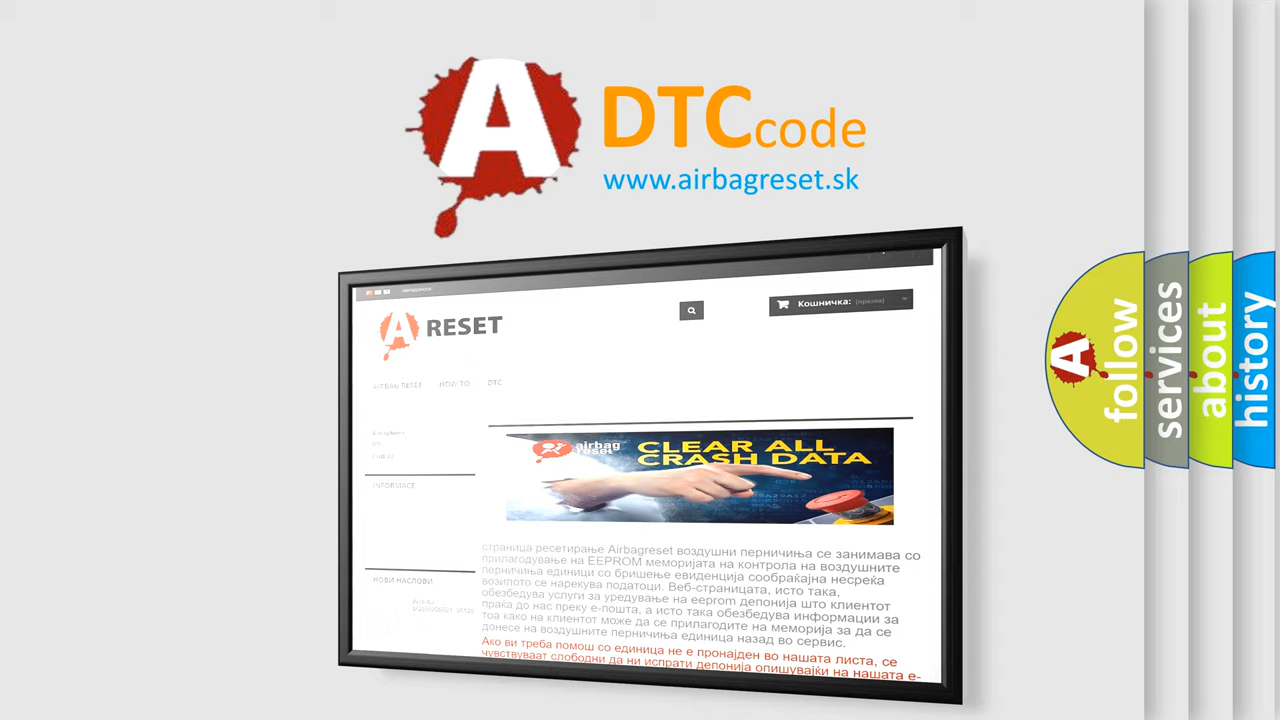 A DTCcode
www.airbagreset.sk
A RESET
Кошничка: (празна)
AIRBAG RESET HOW TO DTC
INFORMACE
НОВИ НАСЛОВИ
airbag
reset
CLEAR ALL
CRASH DATA
страница ресетирање Airbagreset воздушни перничиња се занимава со
прилагодување на EEPROM меморијата на контрола на воздушните
перничиња единици со бришење евиденција сообраќајна несреќа
возилото се нарекува податоци. Веб-страницата, исто така,
обезбедува услуги за уредување на eeprom депонија што клиентот
праќа до нас преку е-пошта, а исто така обезбедува информации за
тоа како на клиентот може да се прилагодите на меморија за да се
донесе на воздушните перничиња единица назад во сервис.
Ако ви треба помош со единица не е пронајден во нашата листа, се
чувствуваат слободни да ни испрати депонија опишувајќи на нашата е-
A follow
services
about
history